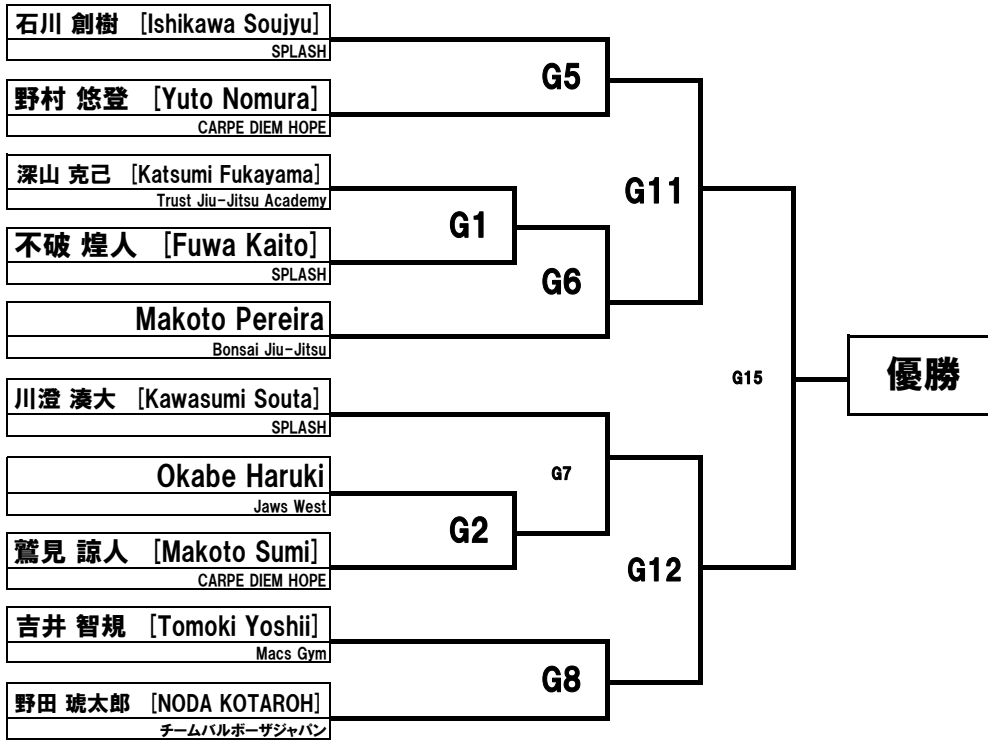 石川 創樹 [Ishikawa Soujyu]
SPLASH
野村 悠登 [Yuto Nomura]
CARPE DIEM HOPE
G5
深山 克己 [Katsumi Fukayama]
Trust Jiu-Jitsu Academy
G1
不破 煌人 [Fuwa Kaito]
SPLASH
G6
Makoto Pereira
Bonsai Jiu-Jitsu
G11
川澄 湊大 [Kawasumi Souta]
SPLASH
G7
Okabe Haruki
Jaws West
G2
鷲見 諒人 [Makoto Sumi]
CARPE DIEM HOPE
G12
吉井 智規 [Tomoki Yoshii]
Macs Gym
G8
野田 琥太郎 [NODA KOTAROH]
チームバルボーザジャパン
G15
優勝